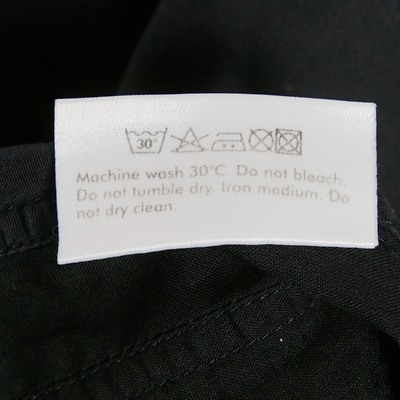 30°
Machine wash 30°C. Do not bleach.
Do not tumble dry. Iron medium. Do
not dry clean.